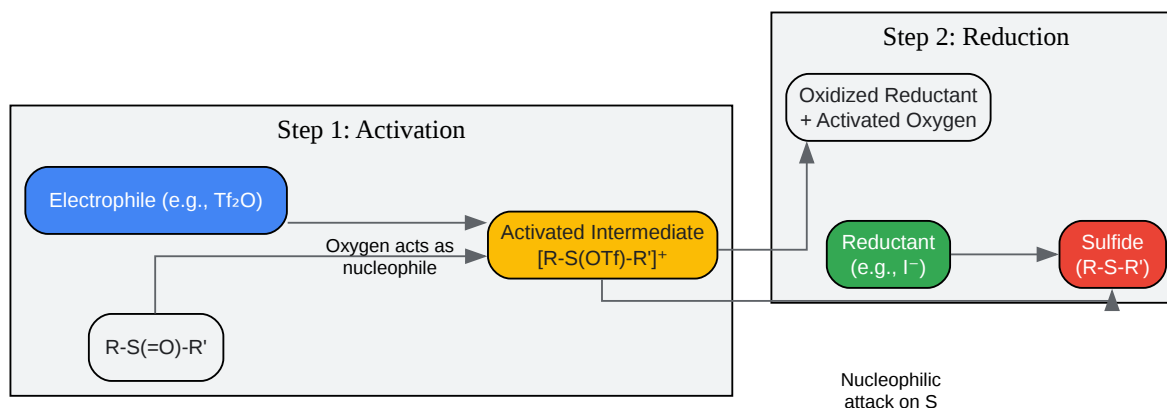 Step 1: Activation
Electrophile (e.g., Tf₂O)
Oxygen acts as
nucleophile
Activated Intermediate
[R-S(OTf)-R']⁺
R-S(=O)-R'
Step 2: Reduction
Oxidized Reductant
+ Activated Oxygen
Reductant
(e.g., I⁻)
Sulfide
(R-S-R')
Nucleophilic
attack on S